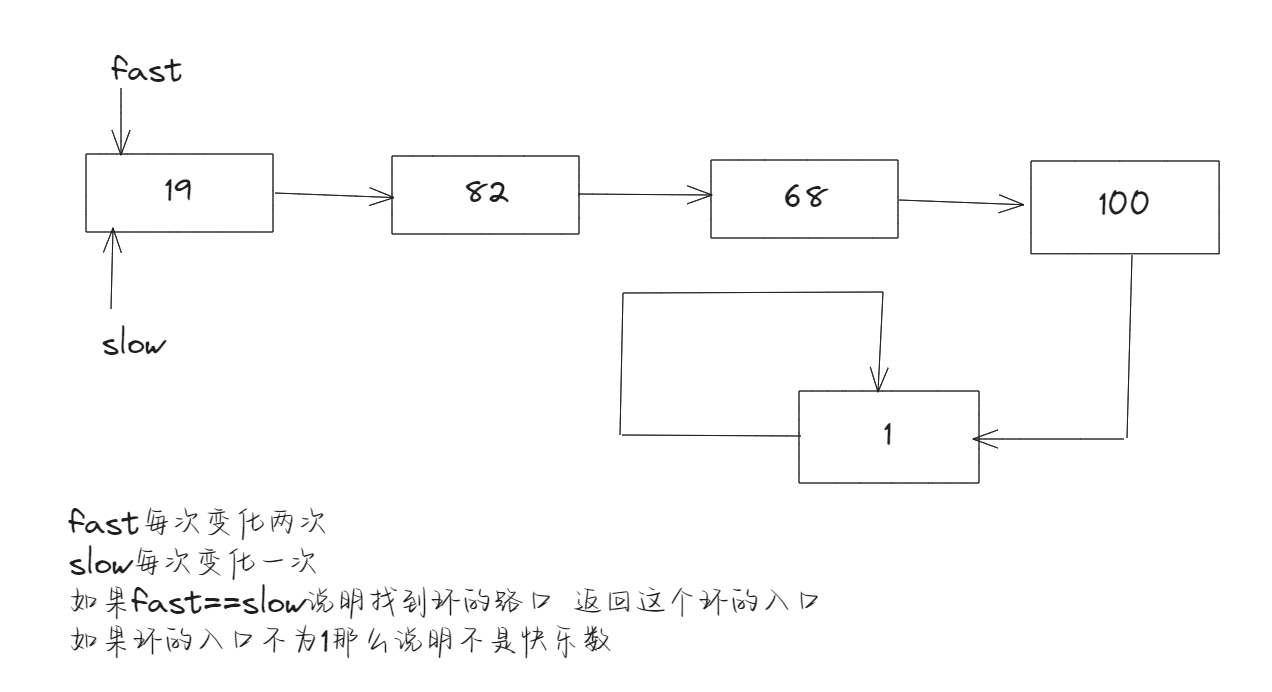 fast
19
82
68
100
slow
1
fast每次变化两次
slow每次变化一次
如果fast==slow说明找到环的路口 返回这个环的入口
如果环的入口不为1那么说明不是快乐数